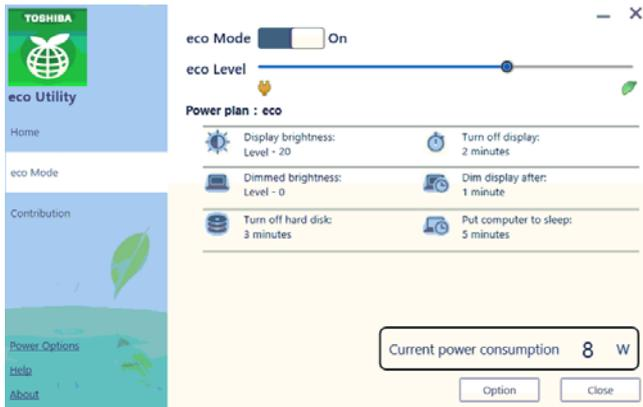 TOSHIBA
eco Utility
Home
eco Mode
Contribution
Power Options
Help
About
eco Mode On
eco Level
Power plan : eco
Display brightness:
Level - 20
Turn off display:
2 minutes
Dimmed brightness:
Level - 0
Dim display after:
1 minute
Turn off hard disk:
3 minutes
Put computer to sleep:
5 minutes
Current power consumption 8 W
Option Close